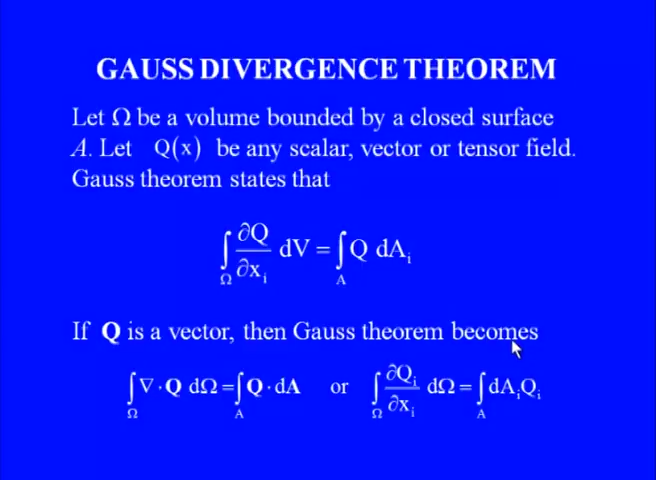 GAUSS DIVERGENCE THEOREM
Let Ω be a volume bounded by a closed surface
A. Let Q(x) be any scalar, vector or tensor field.
Gauss theorem states that
∫_Ω ∂Q/∂x_i dV = ∫_A Q dA_i
If Q is a vector, then Gauss theorem becomes
∫_Ω ∇·Q dΩ = ∫_A Q·dA or ∫_Ω ∂Q_i/∂x_i dΩ = ∫_A dA_i Q_i